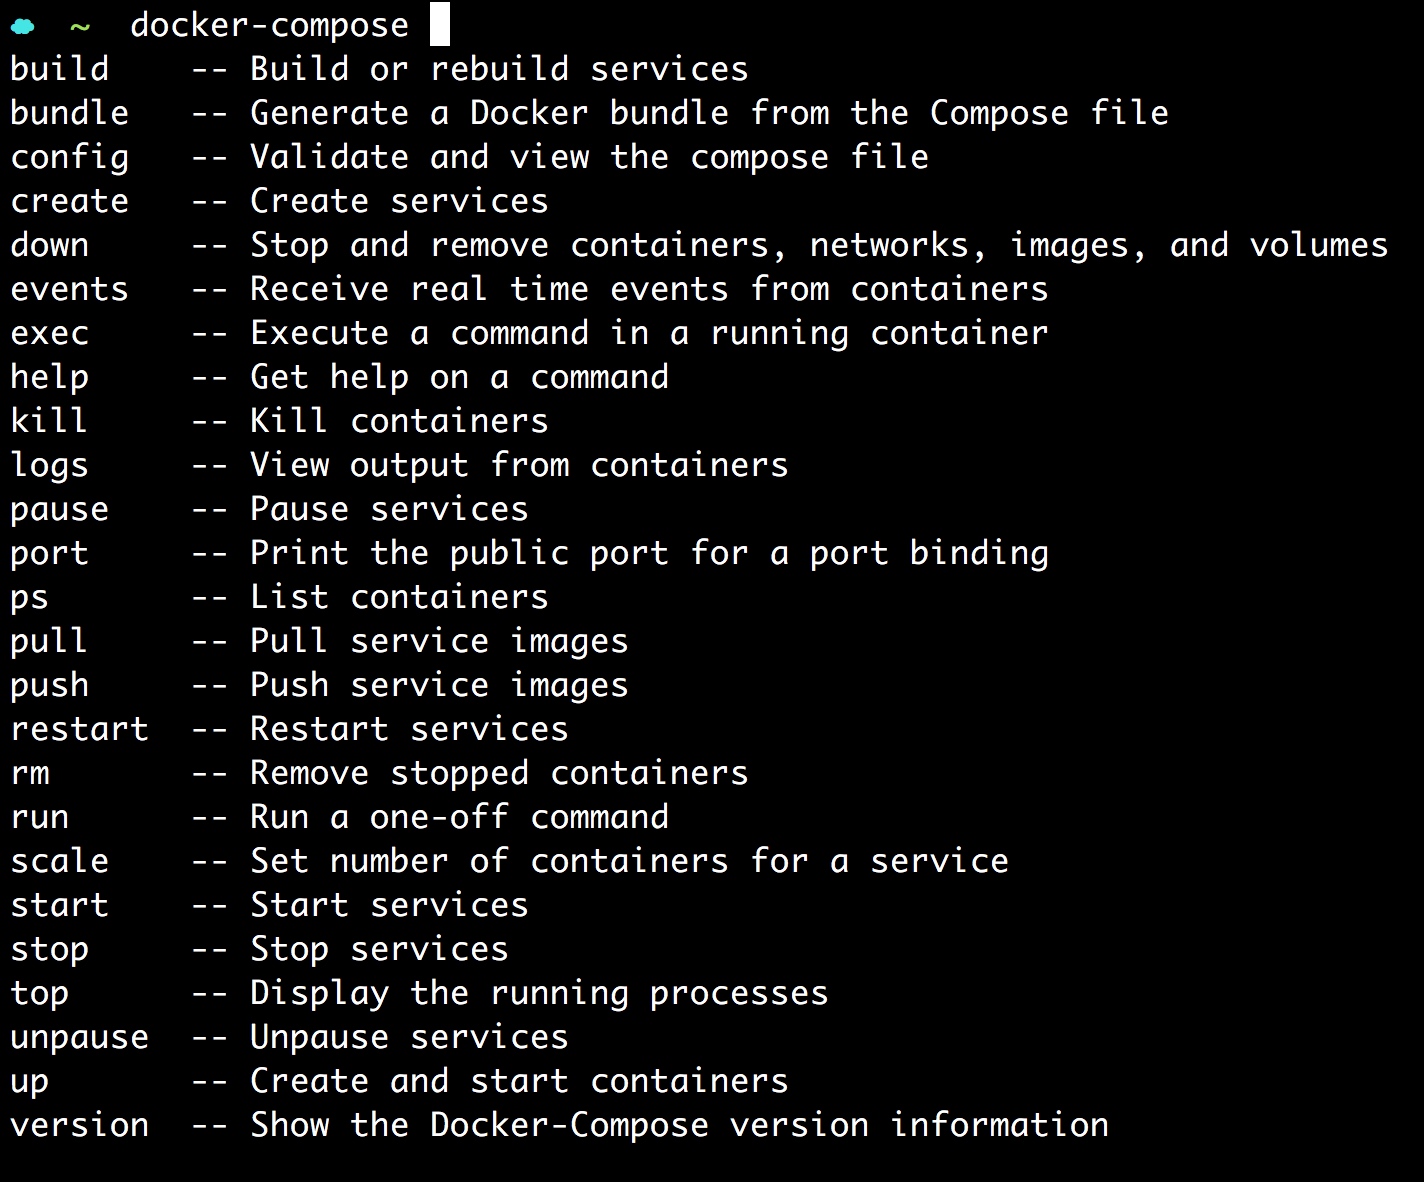 ~ docker-compose
build -- Build or rebuild services
bundle -- Generate a Docker bundle from the Compose file
config -- Validate and view the compose file
create -- Create services
down -- Stop and remove containers, networks, images, and volumes
events -- Receive real time events from containers
exec -- Execute a command in a running container
help -- Get help on a command
kill -- Kill containers
logs -- View output from containers
pause -- Pause services
port -- Print the public port for a port binding
ps -- List containers
pull -- Pull service images
push -- Push service images
restart -- Restart services
rm -- Remove stopped containers
run -- Run a one-off command
scale -- Set number of containers for a service
start -- Start services
stop -- Stop services
top -- Display the running processes
unpause -- Unpause services
up -- Create and start containers
version -- Show the Docker-Compose version information